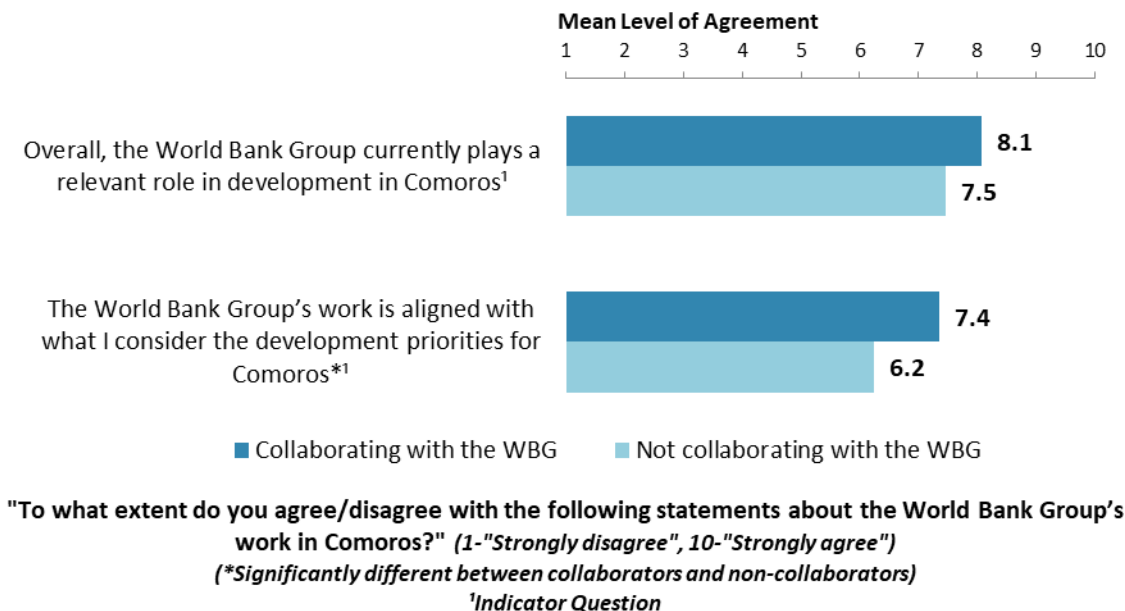 Mean Level of Agreement
1 2 3 4 5 6 7 8 9 10
Overall, the World Bank Group currently plays a
relevant role in development in Comoros¹
8.1
7.5
The World Bank Group’s work is aligned with
what I consider the development priorities for
Comoros*¹
7.4
6.2
Collaborating with the WBG Not collaborating with the WBG
"To what extent do you agree/disagree with the following statements about the World Bank Group’s
work in Comoros?" (1-"Strongly disagree", 10-"Strongly agree")
(*Significantly different between collaborators and non-collaborators)
¹Indicator Question